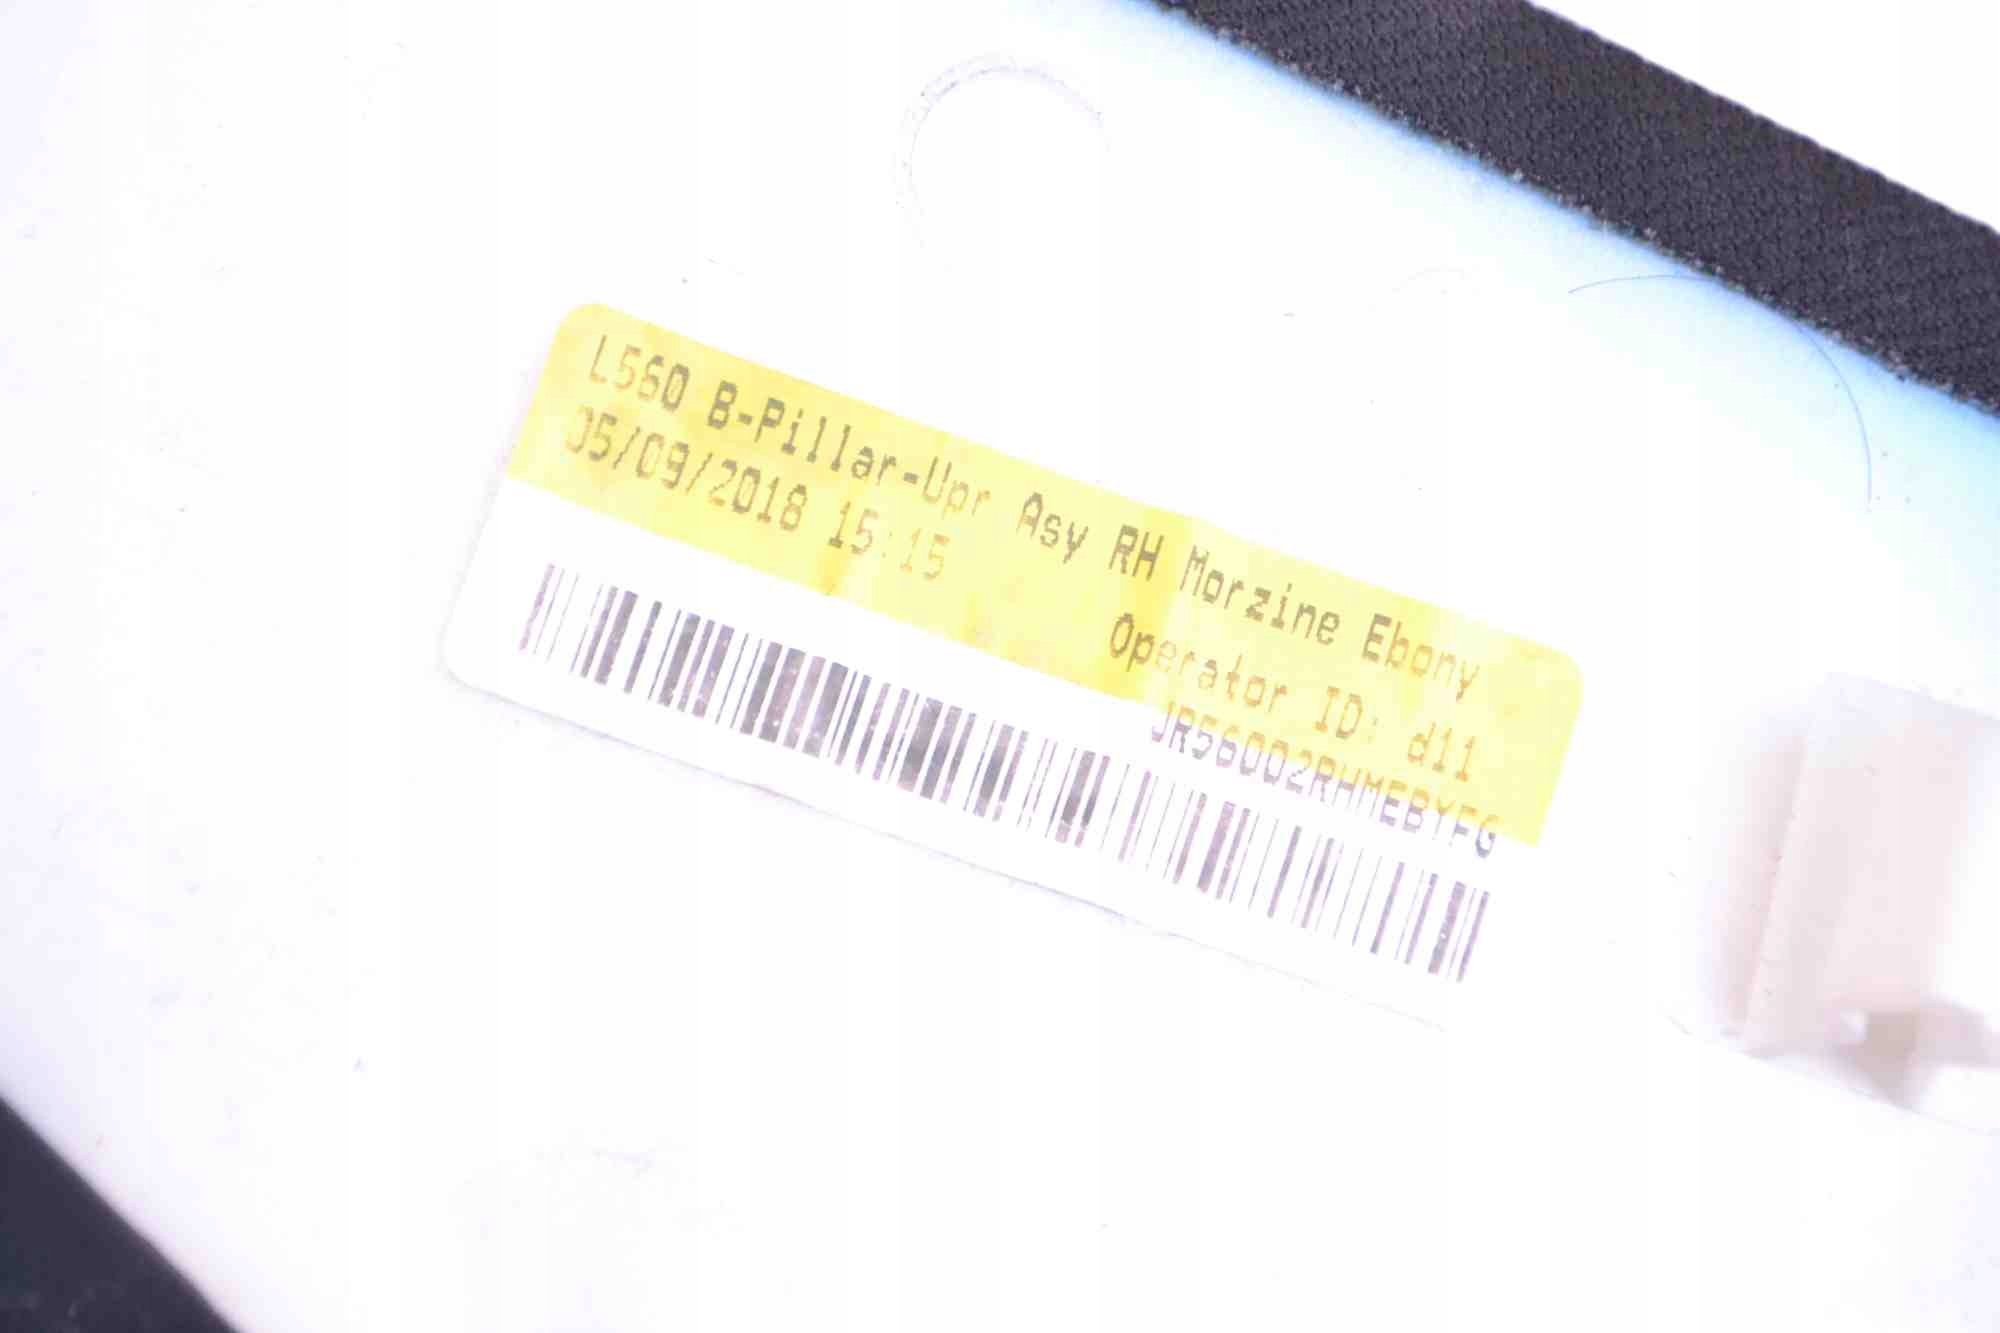 L560 B-Pillar-Upr Asy RH Morzine Ebony
05/09/2018 15:15
Operator ID: d11
JR56002RHMEBYFG